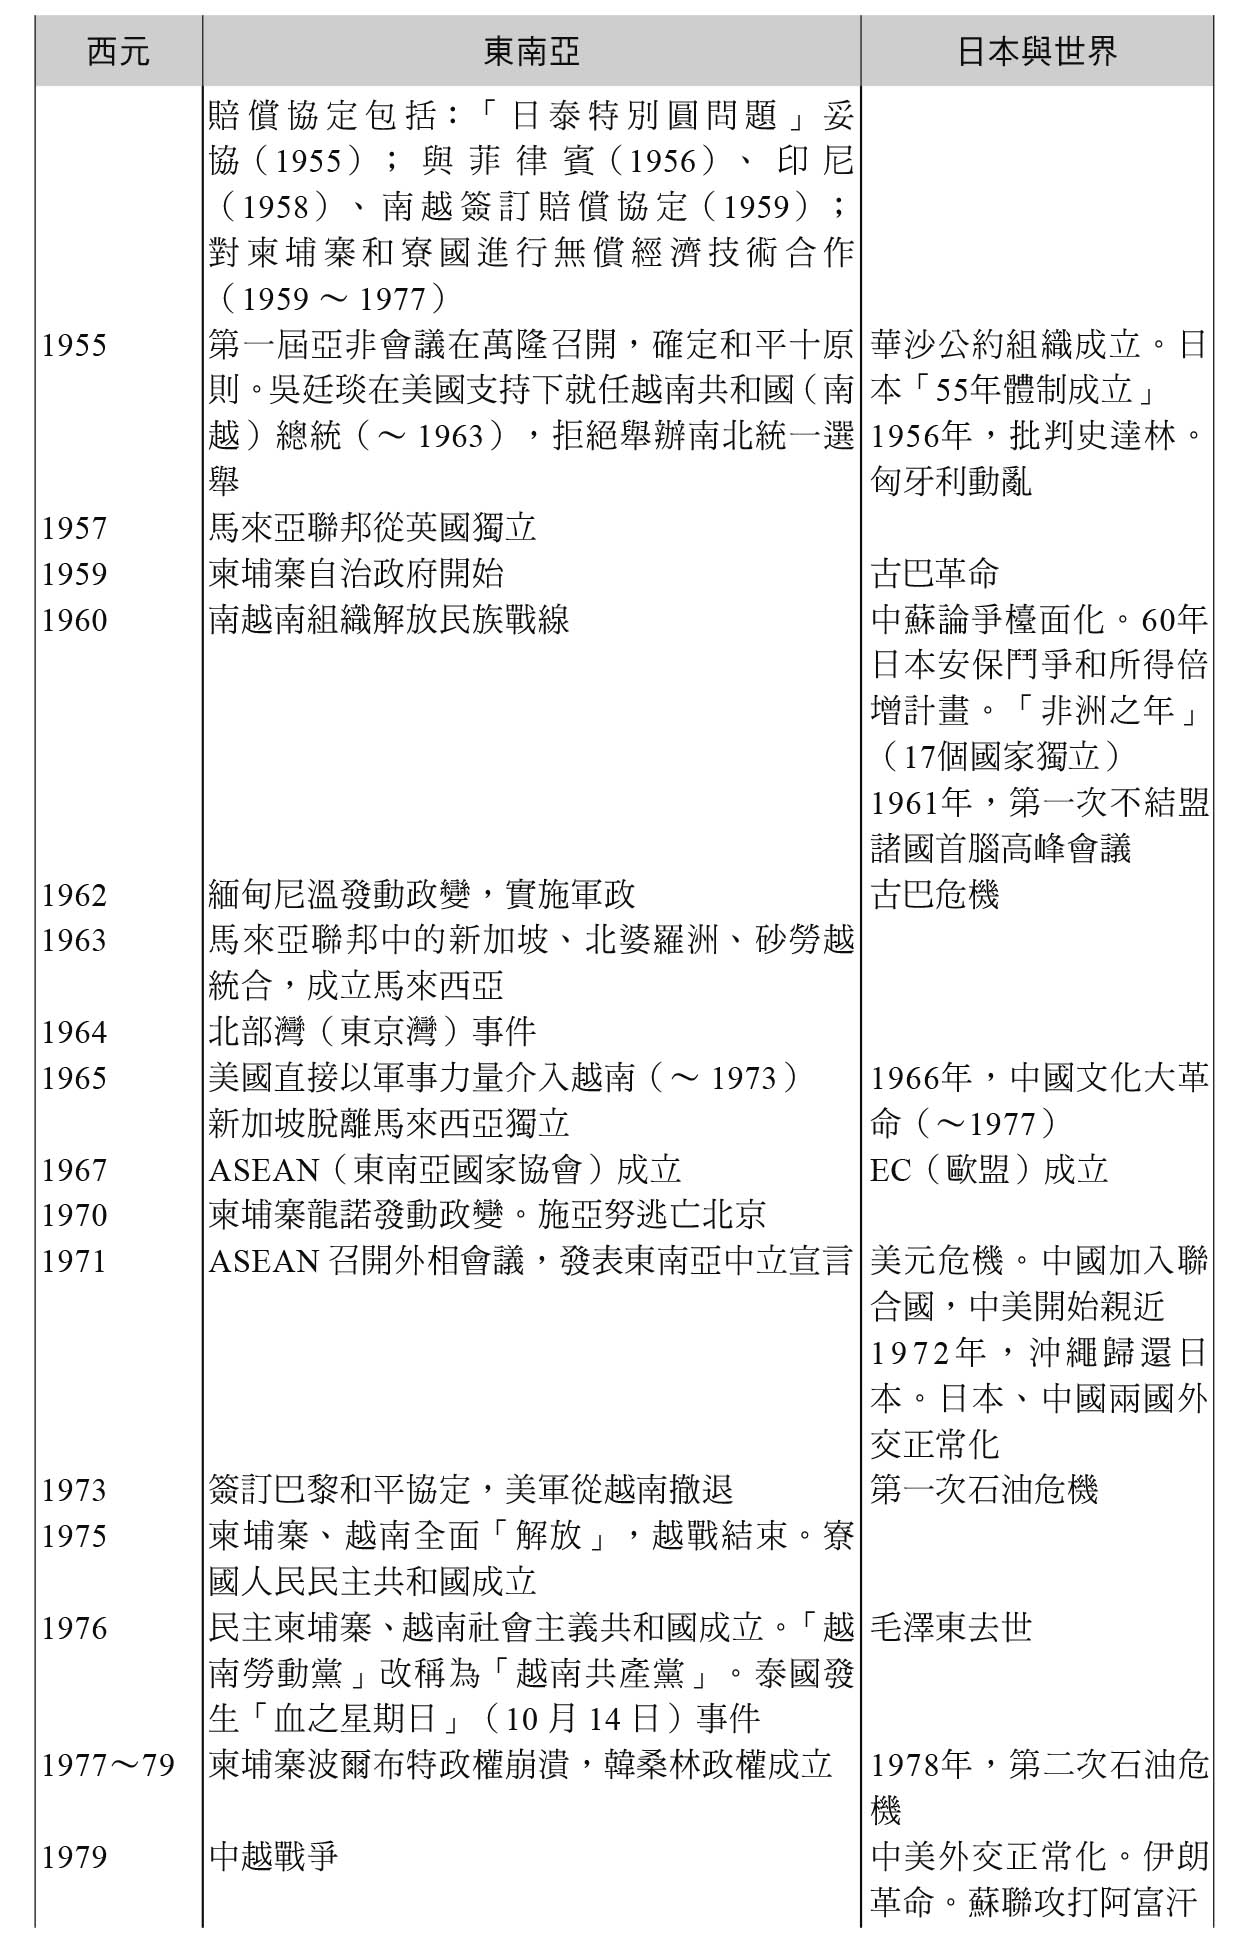 西元 東南亞 日本與世界
賠償協定包括：「日泰特別圓問題」妥
協（1955）；與菲律賓（1956）、印尼
（1958）、南越簽訂賠償協定（1959）；
對柬埔寨和寮國進行無償經濟技術合作
（1959～1977）
1955 第一屆亞非會議在萬隆召開，確定和平十原 華沙公約組織成立。日
則。吳廷琰在美國支持下就任越南共和國（南 本「55年體制成立」
越）總統（～1963），拒絕舉辦南北統一選 1956年，批判史達林。
舉 匈牙利動亂
1957 馬來亞聯邦從英國獨立
1959 柬埔寨自治政府開始 古巴革命
1960 南越南組織解放民族戰線 中蘇論爭檯面化。60年
日本安保鬥爭和所得倍
增計畫。「非洲之年」
（17個國家獨立）
1961年，第一次不結盟
諸國首腦高峰會議
1962 緬甸尼溫發動政變，實施軍政 古巴危機
1963 馬來亞聯邦中的新加坡、北婆羅洲、砂勞越
統合，成立馬來西亞
1964 北部灣（東京灣）事件
1965 美國直接以軍事力量介入越南（～1973） 1966年，中國文化大革
新加坡脫離馬來西亞獨立 命（～1977）
1967 ASEAN（東南亞國家協會）成立 EC（歐盟）成立
1970 柬埔寨龍諾發動政變。施亞努逃亡北京
1971 ASEAN 召開外相會議，發表東南亞中立宣言 美元危機。中國加入聯
合國，中美開始親近
1972年，沖繩歸還日
本。日本、中國兩國外
交正常化
1973 簽訂巴黎和平協定，美軍從越南撤退 第一次石油危機
1975 柬埔寨、越南全面「解放」，越戰結束。寮
國人民民主共和國成立
1976 民主柬埔寨、越南社會主義共和國成立。「越 毛澤東去世
南勞動黨」改稱為「越南共產黨」。泰國發
生「血之星期日」（10 月 14 日）事件
1977～79 柬埔寨波爾布特政權崩潰，韓桑林政權成立 1978年，第二次石油危
機
1979 中越戰爭 中美外交正常化。伊朗
革命。蘇聯攻打阿富汗